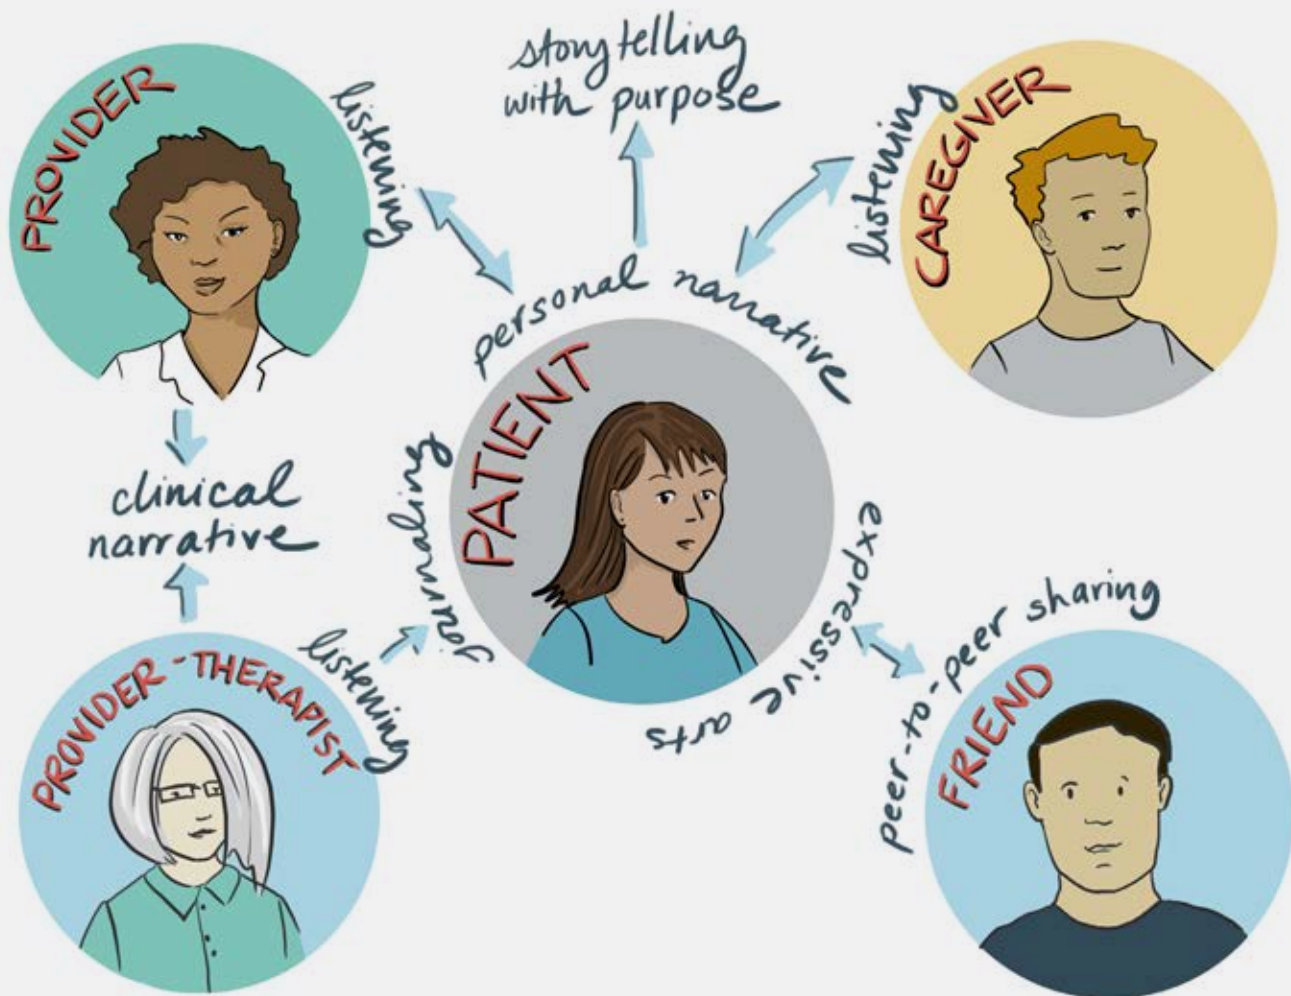 storytelling
with purpose
PROVIDER
listening
listening
CAREGIVER
personal narrative
PATIENT
clinical
narrative
journaling
expressive arts
PROVIDER-THERAPIST
listening
peer-to-peer sharing
FRIEND